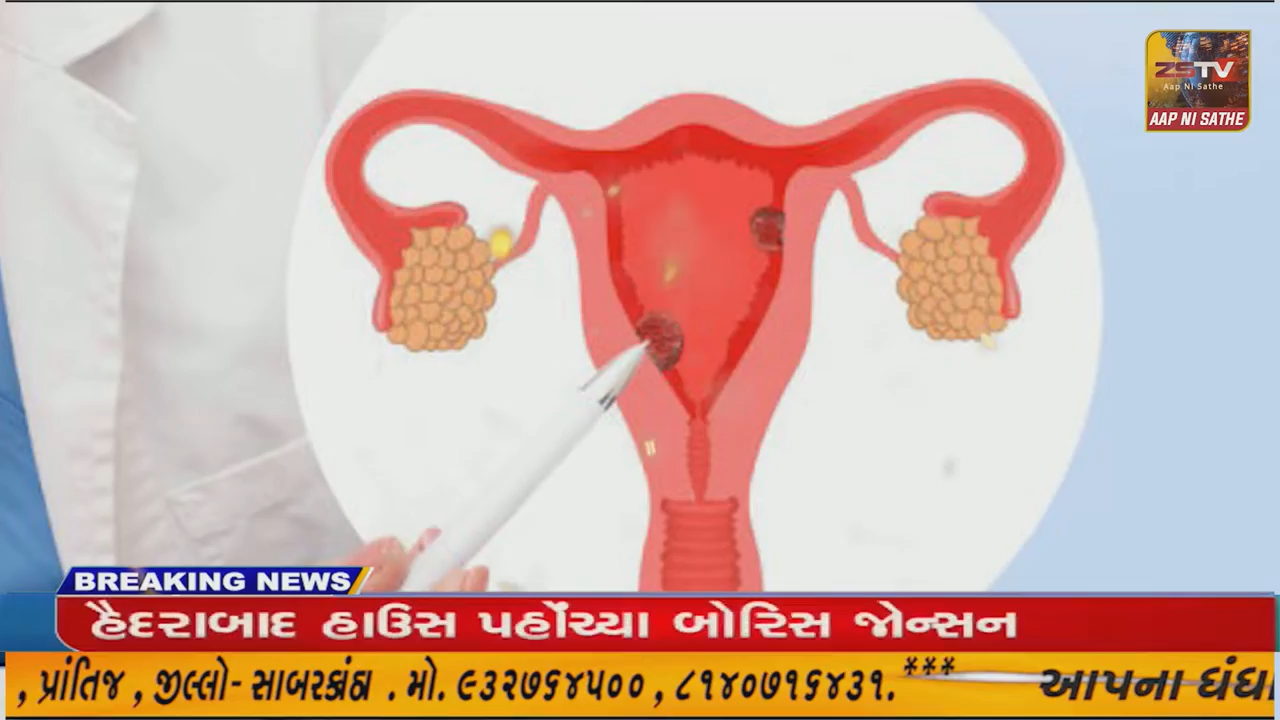 ZSTV
Aap Ni Sathe
AAP NI SATHE
BREAKING NEWS
હૈદરાબાદ હાઉસ પહોંચ્યા બોરિસ જોન્સન
, પ્રાંતિજ , જીલ્લો- સાબરકાંઠા . મો. ૯૩૨૭૬૪૫૦૦ , ૮૧૪૦૭૧૬૪૩૧. *** આપના ધંધા